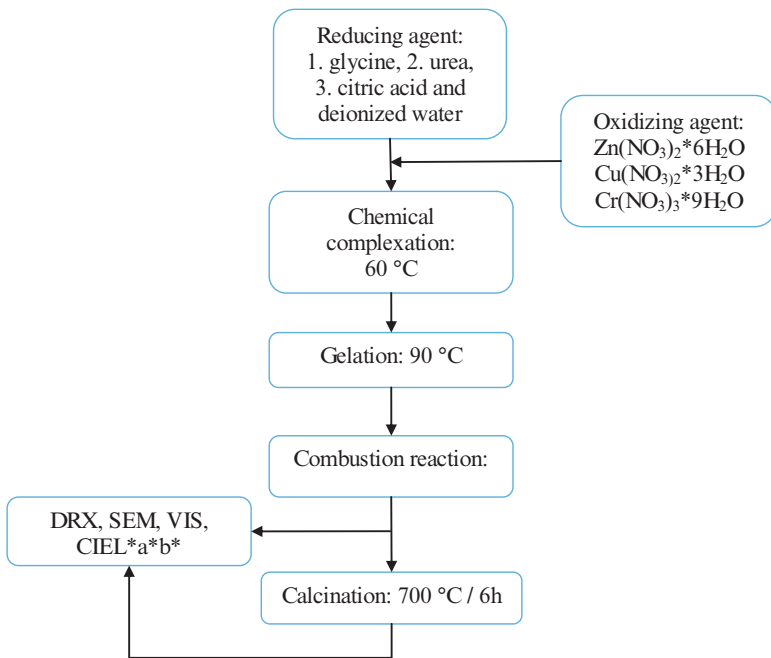 Reducing agent:
1. glycine, 2. urea,
3. citric acid and
deionized water
Oxidizing agent:
Zn(NO₃)₂*6H₂O
Cu(NO₃)₂*3H₂O
Cr(NO₃)₃*9H₂O
Chemical
complexation:
60 °C
Gelation: 90 °C
Combustion reaction:
DRX, SEM, VIS,
CIEL*a*b*
Calcination: 700 °C / 6h